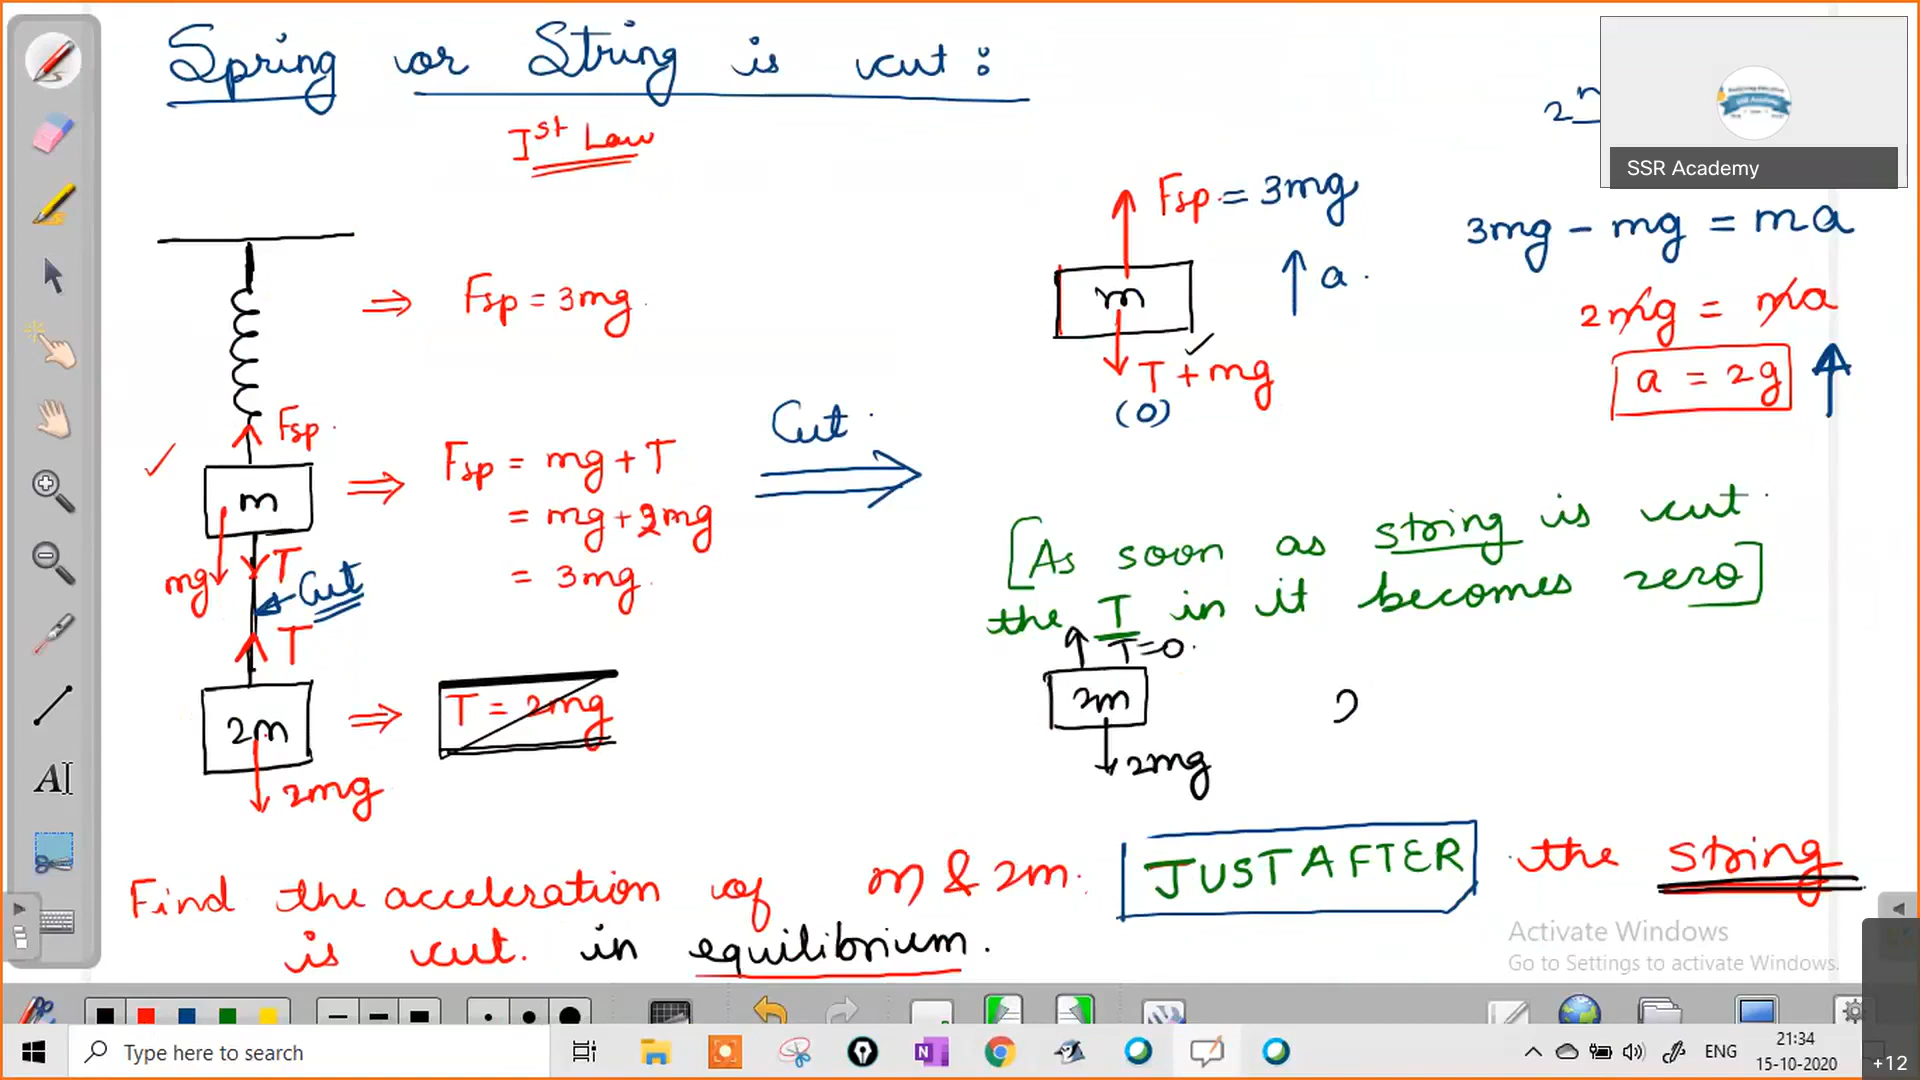 Spring or String is cut :
Ist Law
2n
SSR Academy
Fsp = 3mg
3mg - mg = ma
m
↑ a
⇒ Fsp = 3mg
2mg = ma
T + mg
a = 2g
(0)
Fsp
Cut
m
⇒ Fsp = mg + T
= mg + 2mg
= 3mg
mg
T
Cut
[As soon as string is cut
the T in it becomes zero]
T
T=0
2m
2m
⇒ T = 2mg
2mg
2mg
Find the acceleration of m & 2m. JUST AFTER the string
is cut. in equilibrium.
Activate Windows
Go to Settings to activate Windows.
Type here to search
ENG
21:34
15-10-2020
+12